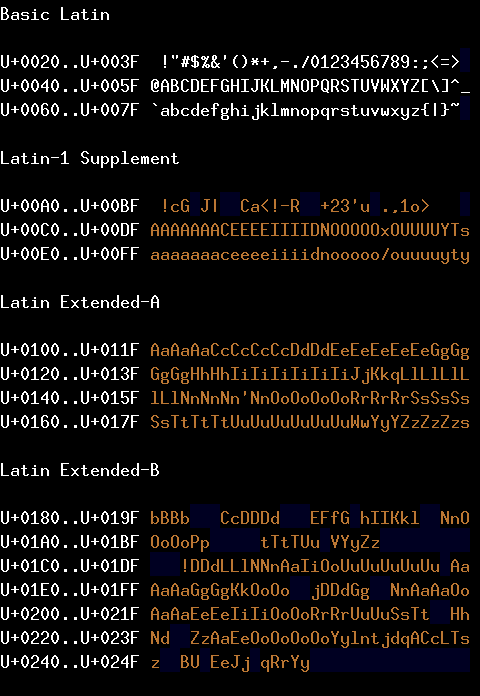 Basic Latin
U+0020..U+003F  !"#$%&'()*+,-./0123456789:;<=>
U+0040..U+005F @ABCDEFGHIJKLMNOPQRSTUVWXYZ[\]^_
U+0060..U+007F `abcdefghijklmnopqrstuvwxyz{|}~
Latin-1 Supplement
U+00A0..U+00BF  !cG J|  Ca<!-R  +23'u .,1o>
U+00C0..U+00DF AAAAAAACEEEEIIIIDNOOOOOxOUUUUYTs
U+00E0..U+00FF aaaaaaaceeeeiiiidnooooo/ouuuuyty
Latin Extended-A
U+0100..U+011F AaAaAaCcCcCcCcDdDdEeEeEeEeEeGgGg
U+0120..U+013F GgGgHhHhIiIiIiIiIiIiJjKkqLlLlLlL
U+0140..U+015F lLlNnNnNn'NnOoOoOoOoRrRrRrSsSsSs
U+0160..U+017F SsTtTtTtUuUuUuUuUuUuWwYyYZzZzZzs
Latin Extended-B
U+0180..U+019F bBBb   CcDDDd   EFfG hIIKkl  NnO
U+01A0..U+01BF OoOoPp     tTtTUu VYyZz
U+01C0..U+01DF    !DDdLLlNNnAaIiOoUuUuUuUuUu Aa
U+01E0..U+01FF AaAaGgGgKkOoOo  jDDdGg  NnAaAaOo
U+0200..U+021F AaAaEeEeIiIiOoOoRrRrUuUuSsTt  Hh
U+0220..U+023F Nd  ZzAaEeOoOoOoOoYylntjdqACcLTs
U+0240..U+024F z  BU EeJj qRrYy